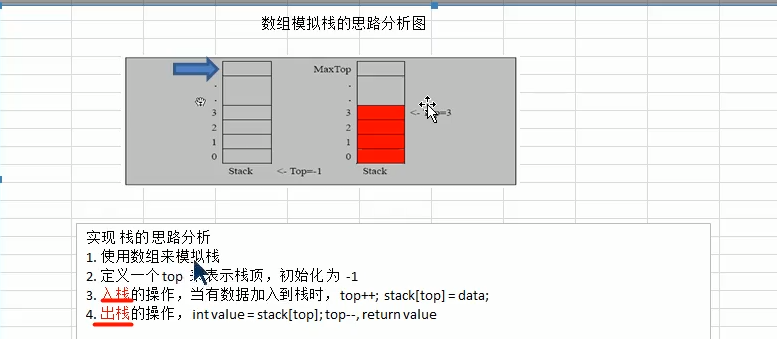 数组模拟栈的思路分析图
MaxTop
3
2
1
0
Stack
<- Top=-1
3
2
1
0
Stack
<- =3
实现 栈的思路分析
1. 使用数组来模拟栈
2. 定义一个 top 来表示栈顶，初始化为 -1
3. 入栈的操作，当有数据加入到栈时，top++; stack[top] = data;
4. 出栈的操作， int value = stack[top]; top--, return value